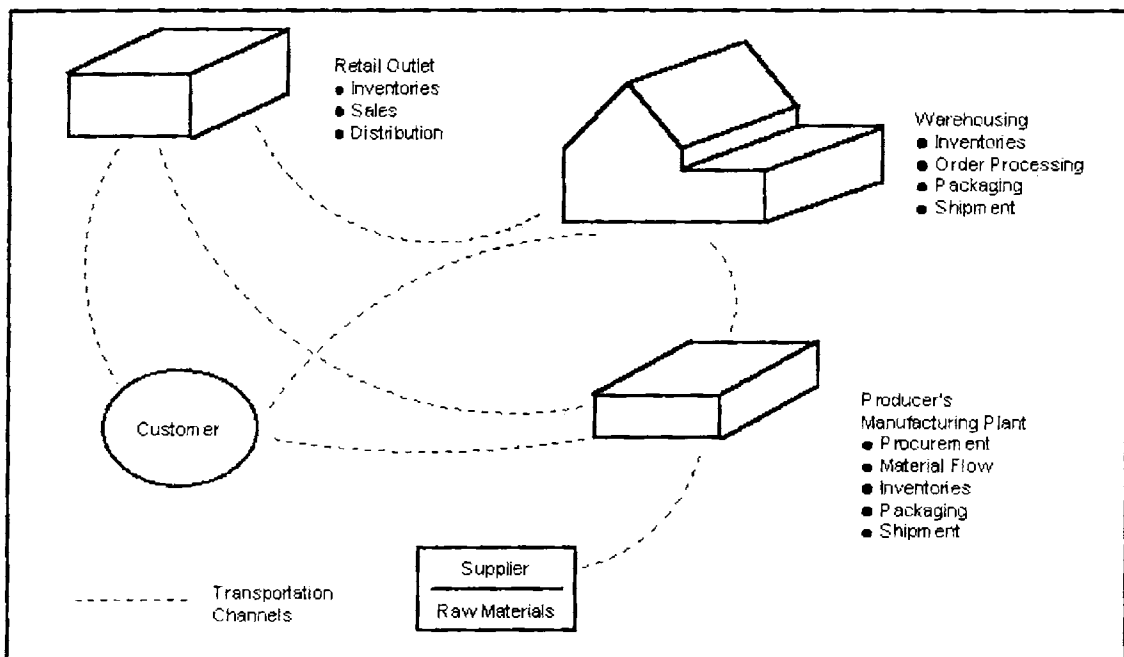 Retail Outlet
● Inventories
● Sales
● Distribution
Warehousing
● Inventories
● Order Processing
● Packaging
● Shipment
Customer
Producer's
Manufacturing Plant
● Procurement
● Material Flow
● Inventories
● Packaging
● Shipment
Supplier
Raw Materials
Transportation
Channels